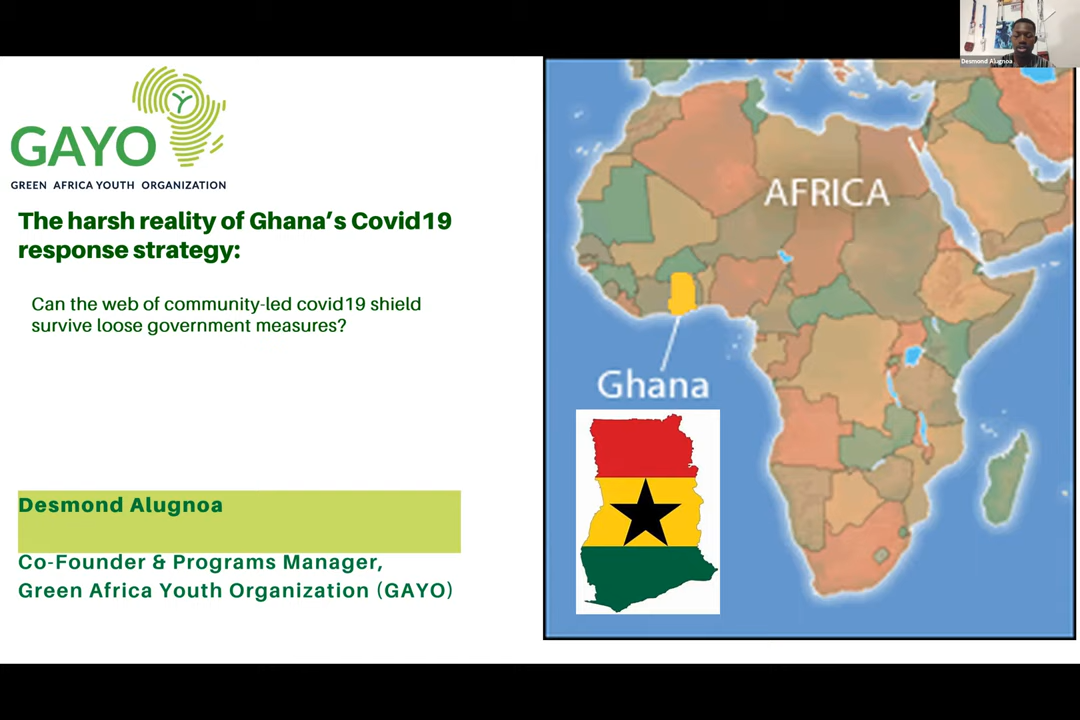 GAYO
GREEN AFRICA YOUTH ORGANIZATION
The harsh reality of Ghana's Covid19
response strategy:
Can the web of community-led covid19 shield
survive loose government measures?
Desmond Alugnoa
Co-Founder & Programs Manager,
Green Africa Youth Organization (GAYO)
AFRICA
Ghana
Desmond Alugnoa